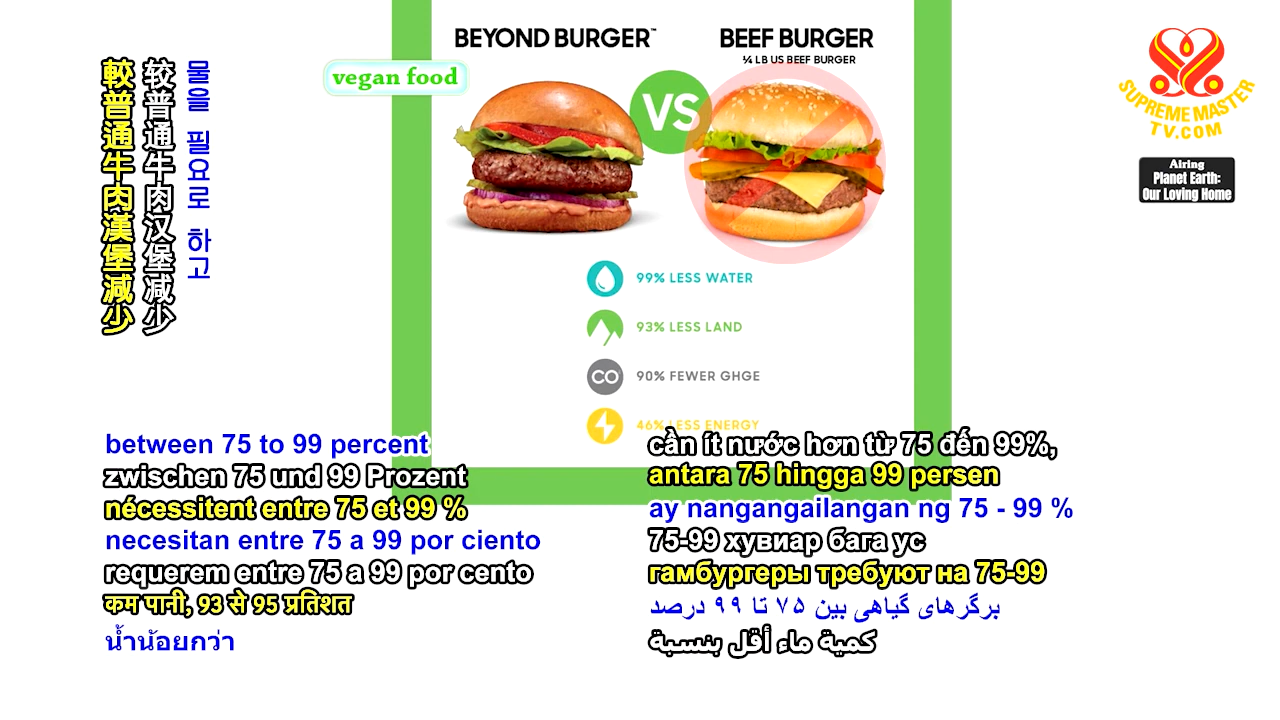 BEYOND BURGER™
BEEF BURGER
¼ LB US BEEF BURGER
vegan food
VS
SUPREME MASTER
TV.COM
Airing
Planet Earth:
Our Loving Home
물을 필요로 하고
较普通牛肉汉堡减少
較普通牛肉漢堡減少
99% LESS WATER
93% LESS LAND
CO
90% FEWER GHGE
46% LESS ENERGY
between 75 to 99 percent
zwischen 75 und 99 Prozent
nécessitent entre 75 et 99 %
necesitan entre 75 a 99 por ciento
requerem entre 75 a 99 por cento
कम पानी, 93 से 95 प्रतिशत
น้ำน้อยกว่า
cần ít nước hơn từ 75 đến 99%,
antara 75 hingga 99 persen
ay nangangailangan ng 75 - 99 %
75-99 хувиар бага ус
гамбургеры требуют на 75-99
برگرهای گیاهی بین ۷۵ تا ۹۹ درصد
كمية ماء أقل بنسبة